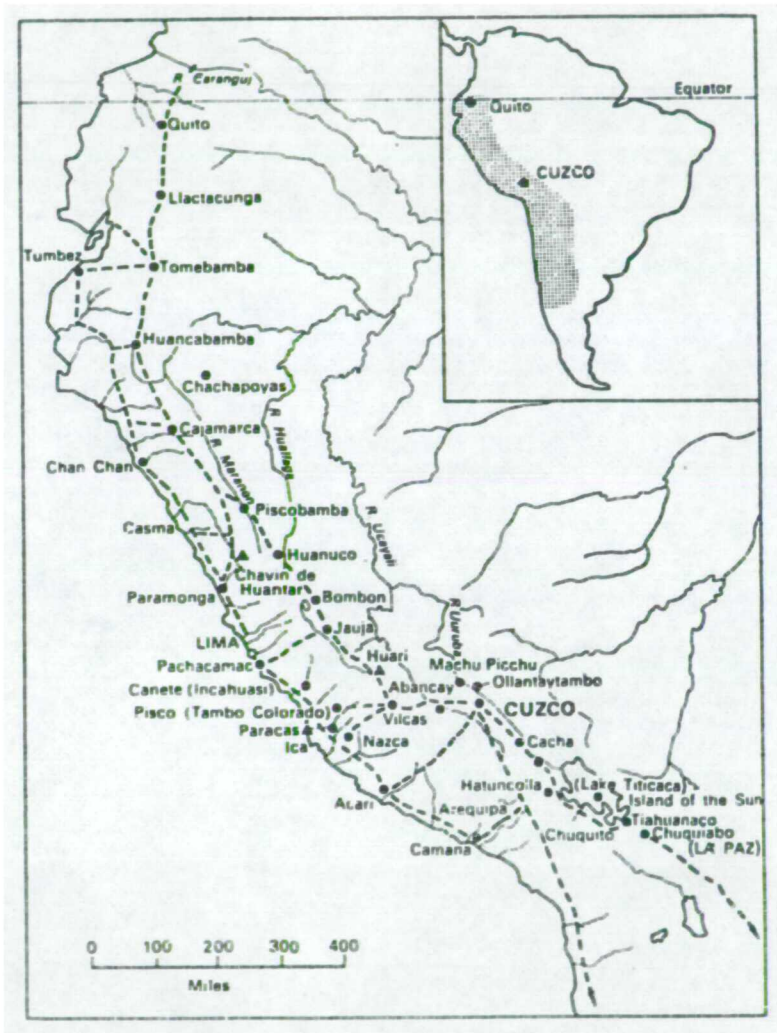 R. Caranguj
Equator
Quito
CUZCO
Quito
Llactacunga
Tumbez
Tomebamba
Huancabamba
Chachapoyas
Cajamarca
R Huallaga
R Maranon
Chan Chan
R Ucayali
Piscobamba
Casma
Huanuco
Chavin de
Huantar
Paramonga
Bombon
Jauja
R Uruba
LIMA
Huari
Machu Picchu
Pachacamac
Abancay
Ollantaytambo
Canete (Incahuasi)
CUZCO
Pisco (Tambo Colorado)
Vilcas
Paracas
Nazca
Ica
Cacha
Hatuncolla
(Lake Titicaca)
Island of the Sun
Acari
Arequipa
Tiahuanaco
Chuquito
Chuquiabo
(LA PAZ)
Camana
0 100 200 300 400
Miles